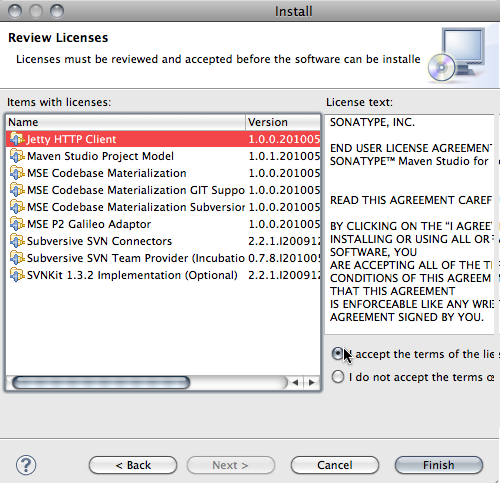 Install
Review Licenses
Licenses must be reviewed and accepted before the software can be installe
Items with licenses:
License text:
Name Version
Jetty HTTP Client 1.0.0.201005
Maven Studio Project Model 1.0.1.201005
MSE Codebase Materialization 1.0.0.201005
MSE Codebase Materialization GIT Suppo 1.0.0.201005
MSE Codebase Materialization Subversion 1.0.0.201005
MSE P2 Galileo Adaptor 1.0.0.201005
Subversive SVN Connectors 2.2.1.I200912
Subversive SVN Team Provider (Incubatio 0.7.8.I201005
SVNKit 1.3.2 Implementation (Optional) 2.2.1.I200912
SONATYPE, INC.
END USER LICENSE AGREEMENT
SONATYPE™ Maven Studio for
READ THIS AGREEMENT CAREF
BY CLICKING ON THE "I AGREE
INSTALLING OR USING ALL OR
SOFTWARE, YOU
ARE ACCEPTING ALL OF THE T
CONDITIONS OF THIS AGREEM
THAT THIS AGREEMENT
IS ENFORCEABLE LIKE ANY WRI
AGREEMENT SIGNED BY YOU.
I accept the terms of the
I do not accept the terms
?
< Back
Next >
Cancel
Finish